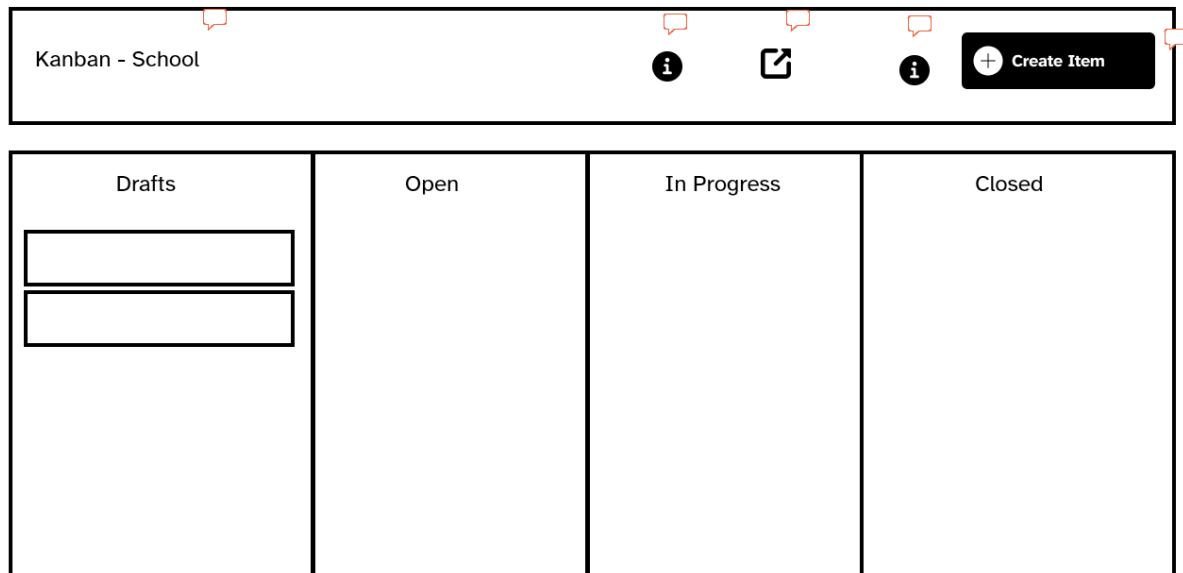 Kanban - School
Create Item
Drafts
Open
In Progress
Closed